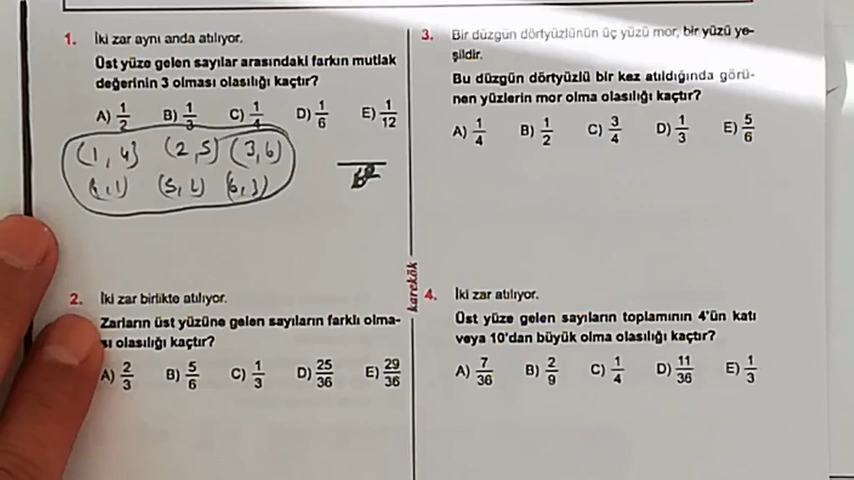 1. İki zar aynı anda atılıyor.
Üst yüze gelen sayılar arasındaki farkın mutlak
değerinin 3 olması olasılığı kaçtır?
A) 1/2 B) 1/3 C) 1/4 D) 1/6 E) 1/12
(1, 4) (2, 5) (3, 6)
(4, 1) (5, 2) (6, 3)
2. İki zar birlikte atılıyor.
Zarların üst yüzüne gelen sayıların farklı olma-
sı olasılığı kaçtır?
A) 2/3 B) 5/6 C) 1/3 D) 25/36 E) 29/36
karekök
3. Bir düzgün dörtyüzlünün üç yüzü mor, bir yüzü ye-
şildir.
Bu düzgün dörtyüzlü bir kez atıldığında görü-
nen yüzlerin mor olma olasılığı kaçtır?
A) 1/4 B) 1/2 C) 3/4 D) 1/3 E) 5/6
4. İki zar atılıyor.
Üst yüze gelen sayıların toplamının 4'ün katı
veya 10'dan büyük olma olasılığı kaçtır?
A) 7/36 B) 2/9 C) 1/4 D) 11/36 E) 1/3